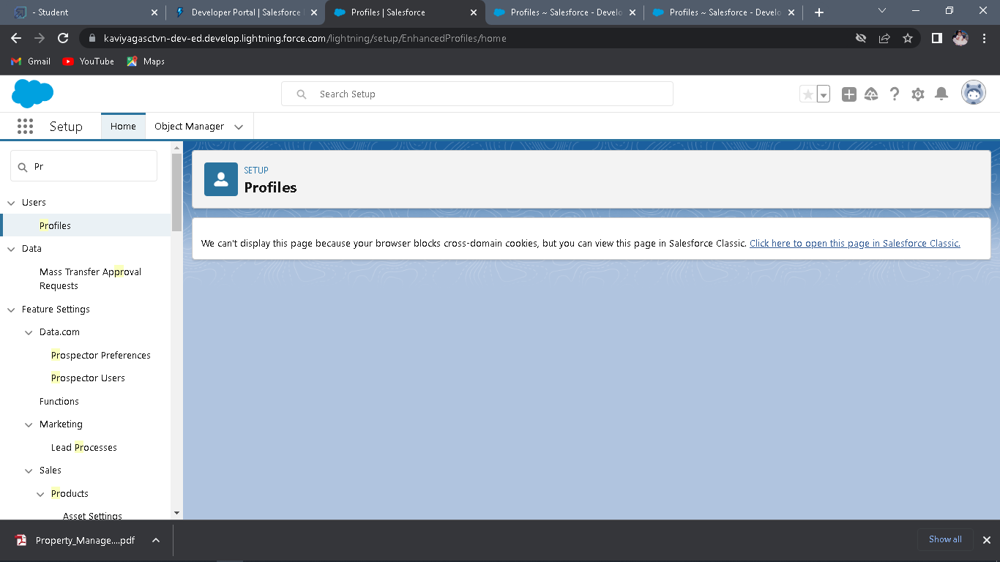 - Student
Developer Portal | Salesforce
Profiles | Salesforce
Profiles ~ Salesforce - Develo
Profiles ~ Salesforce - Develo
kaviyagasctvn-dev-ed.develop.lightning.force.com/lightning/setup/EnhancedProfiles/home
Gmail
YouTube
Maps
Search Setup
Setup
Home
Object Manager
Pr
Users
Profiles
Data
Mass Transfer Approval
Requests
Feature Settings
Data.com
Prospector Preferences
Prospector Users
Functions
Marketing
Lead Processes
Sales
Products
Asset Settings
SETUP
Profiles
We can't display this page because your browser blocks cross-domain cookies, but you can view this page in Salesforce Classic. Click here to open this page in Salesforce Classic.
Property_Manage....pdf
Show all